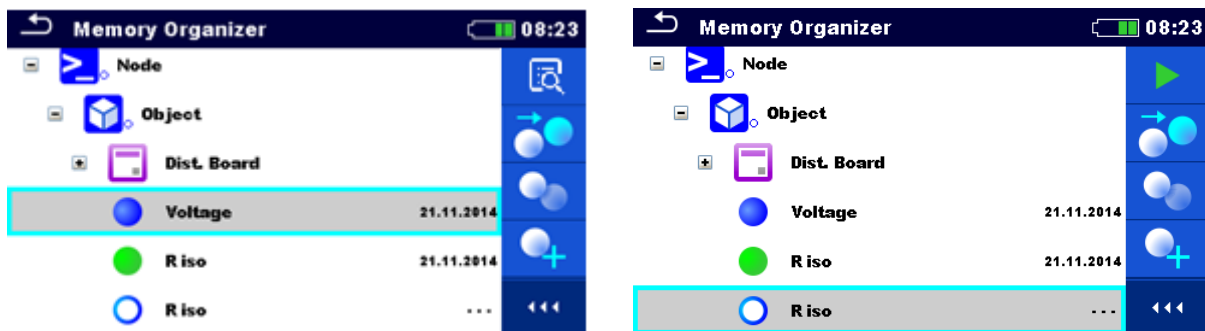 Memory Organizer 08:23
Node
Object
Dist. Board
Voltage 21.11.2014
R iso 21.11.2014
R iso ---
Memory Organizer 08:23
Node
Object
Dist. Board
Voltage 21.11.2014
R iso 21.11.2014
R iso ---